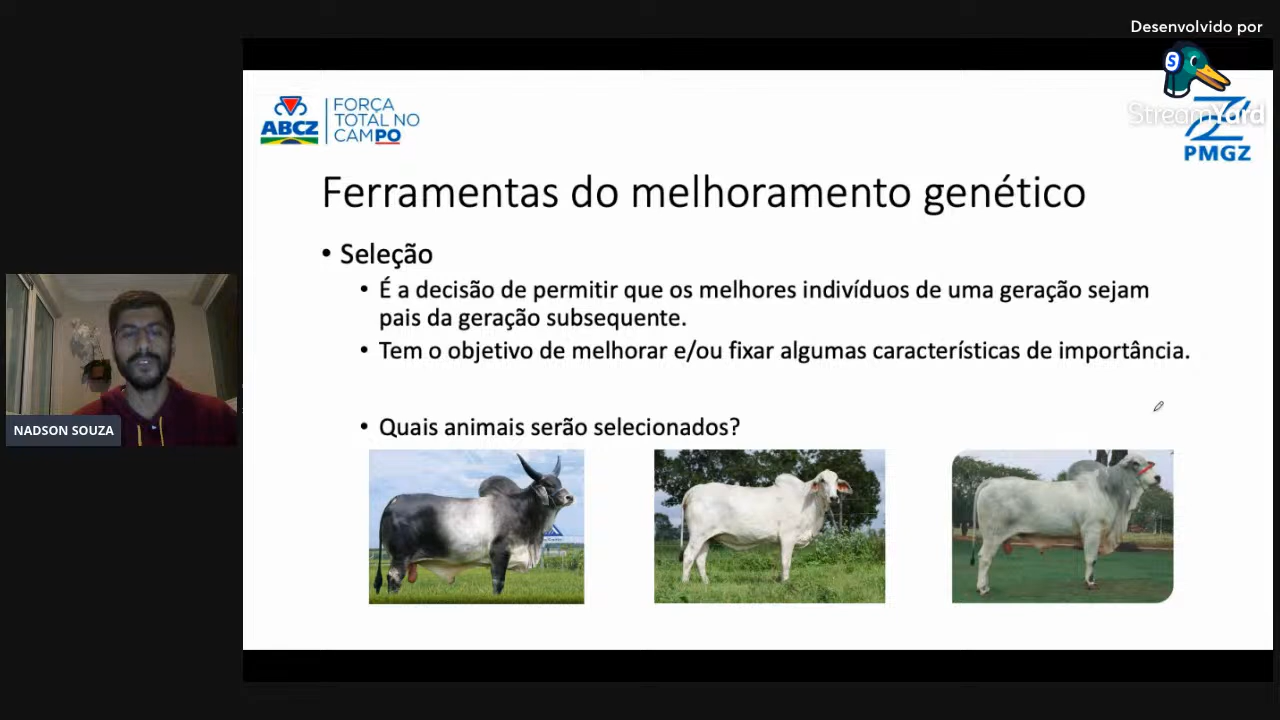 Desenvolvido por
StreamYard
ABCZ
FORÇA
TOTAL NO
CAMPO
PMGZ
Ferramentas do melhoramento genético
• Seleção
• É a decisão de permitir que os melhores indivíduos de uma geração sejam
pais da geração subsequente.
• Tem o objetivo de melhorar e/ou fixar algumas características de importância.
• Quais animais serão selecionados?
NADSON SOUZA